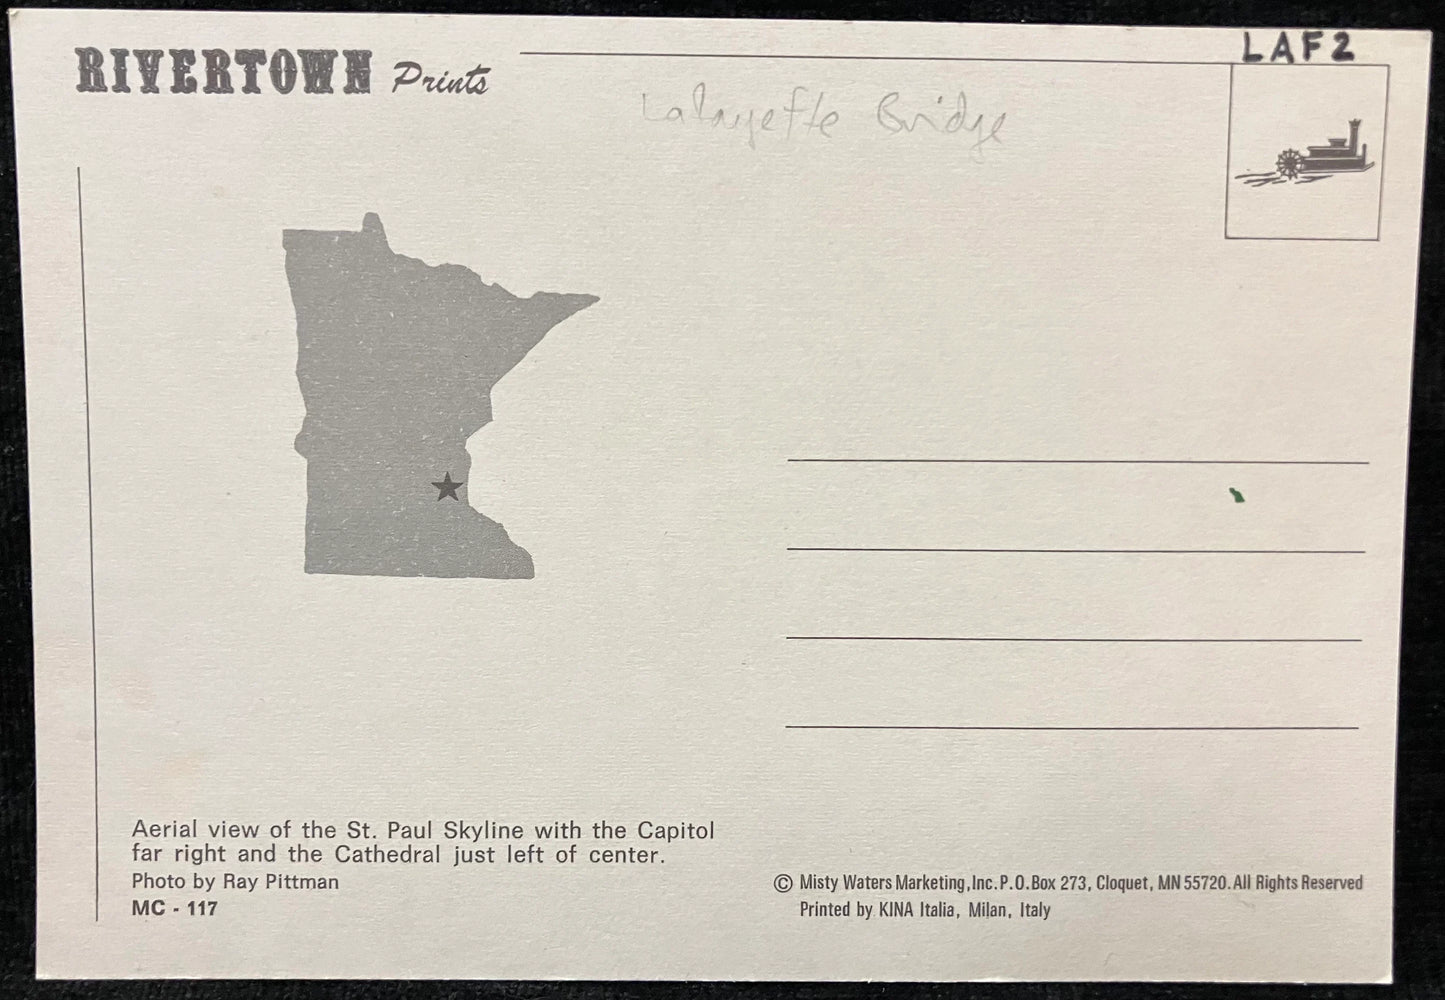 RIVERTOWN Prints
LAF2
Lafayette Bridge
Aerial view of the St. Paul Skyline with the Capitol
far right and the Cathedral just left of center.
Photo by Ray Pittman
MC - 117
© Misty Waters Marketing, Inc. P.O. Box 273, Cloquet, MN 55720. All Rights Reserved
Printed by KINA Italia, Milan, Italy